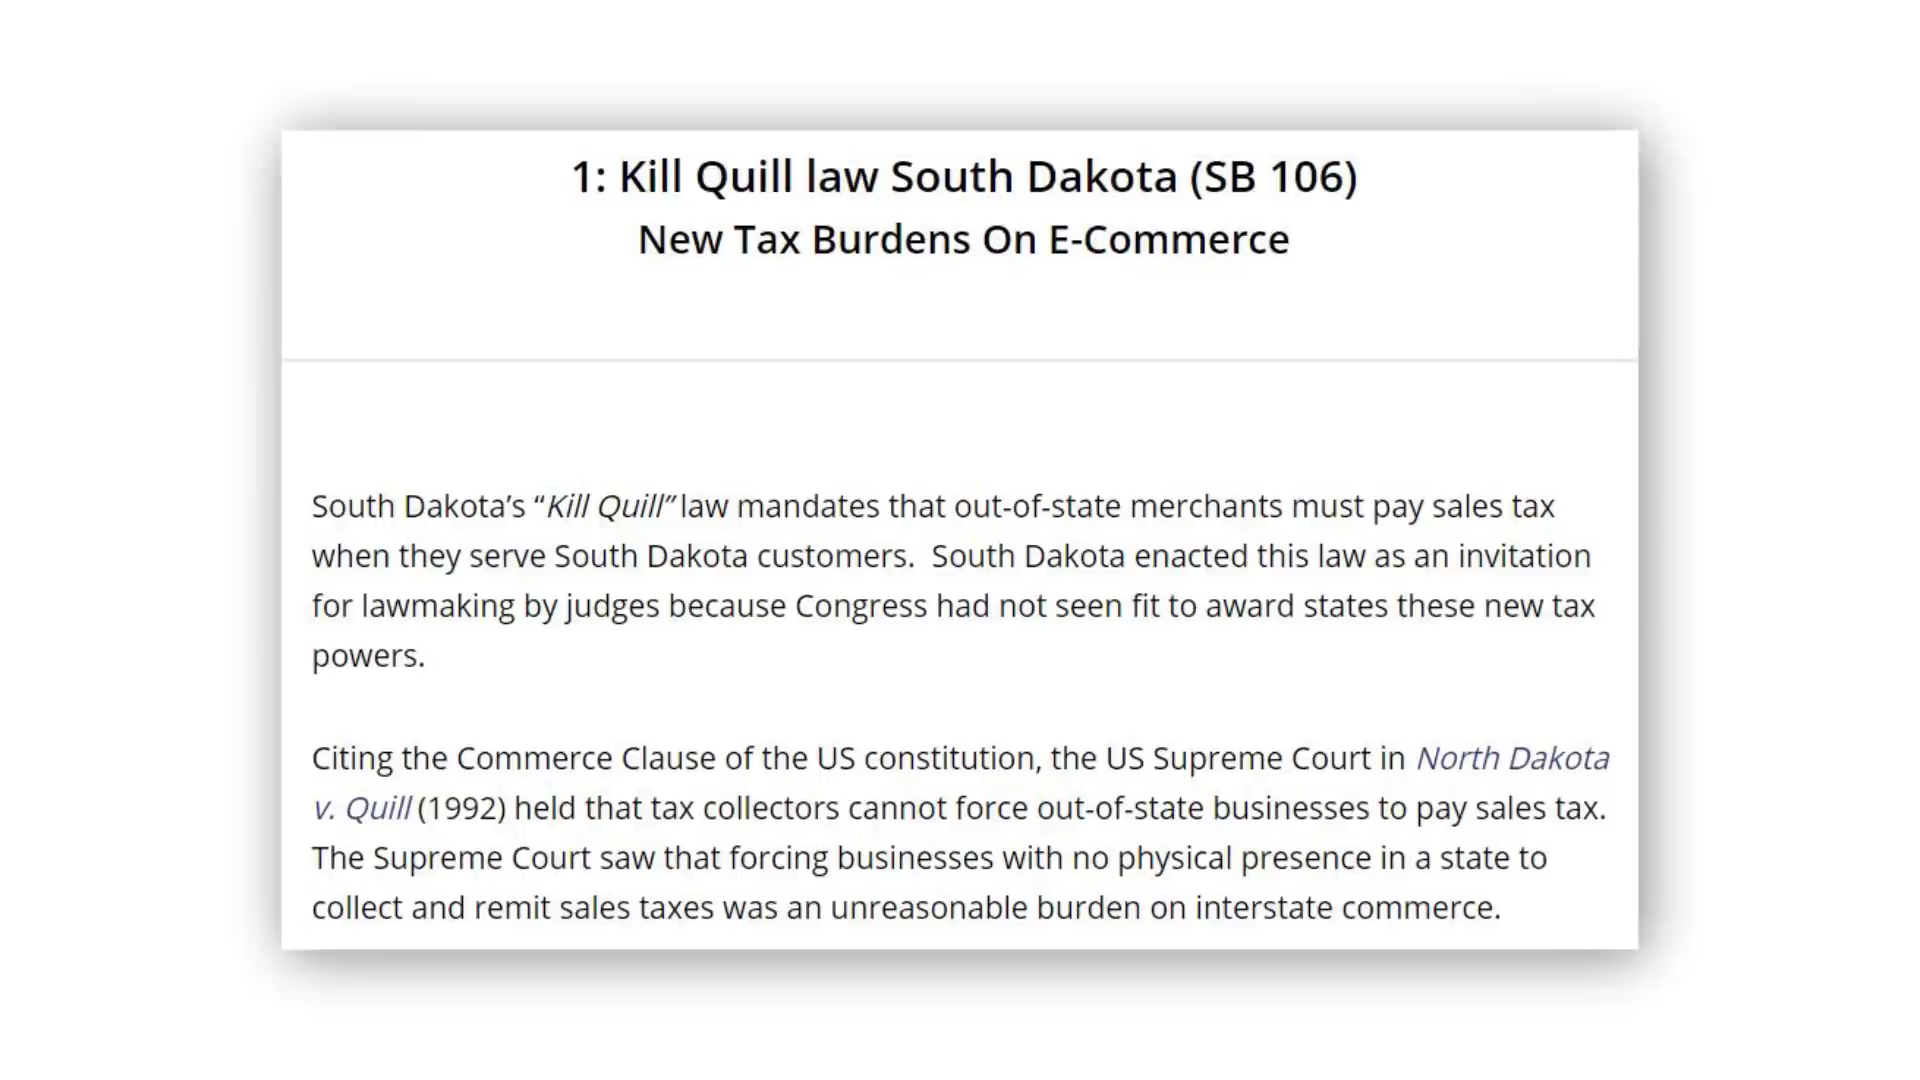 1: Kill Quill law South Dakota (SB 106)
New Tax Burdens On E-Commerce
South Dakota’s “Kill Quill” law mandates that out-of-state merchants must pay sales tax
when they serve South Dakota customers.  South Dakota enacted this law as an invitation
for lawmaking by judges because Congress had not seen fit to award states these new tax
powers.
Citing the Commerce Clause of the US constitution, the US Supreme Court in North Dakota
v. Quill (1992) held that tax collectors cannot force out-of-state businesses to pay sales tax.
The Supreme Court saw that forcing businesses with no physical presence in a state to
collect and remit sales taxes was an unreasonable burden on interstate commerce.